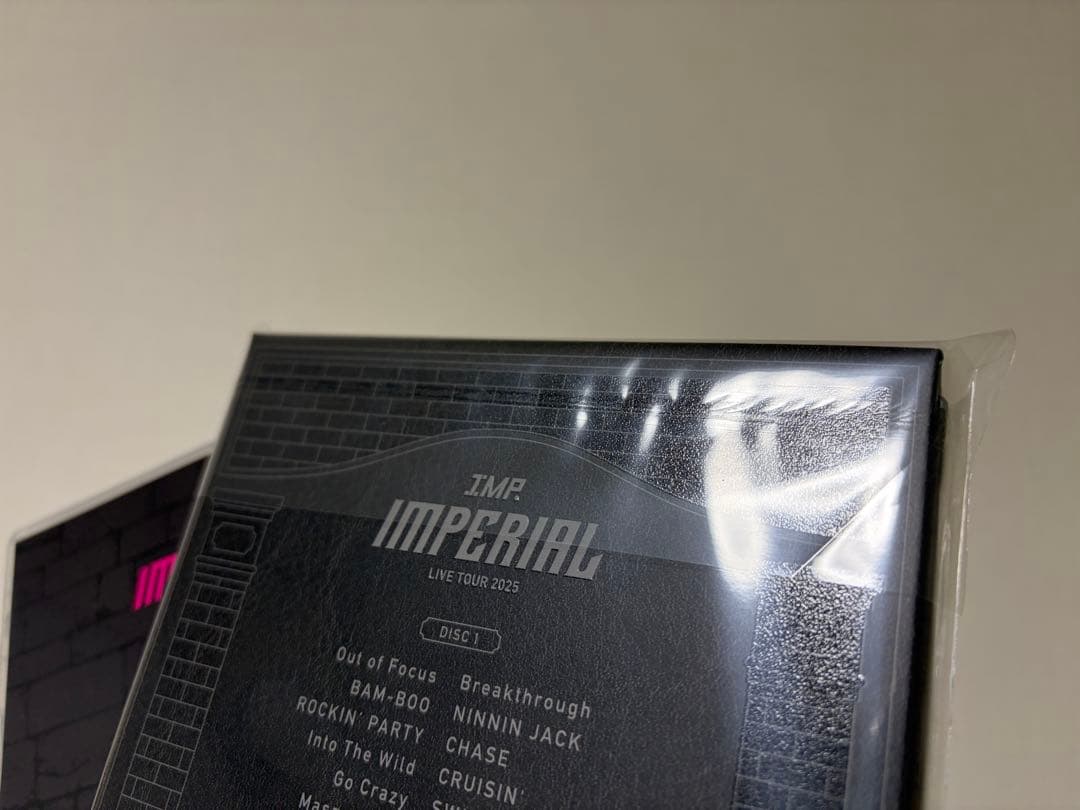 IMP.
IMPERIAL
LIVE TOUR 2025
DISC 1
Out of Focus Breakthrough
BAM-BOO NINNIN JACK
ROCKIN' PARTY CHASE
Into The Wild CRUISIN'
Go Crazy